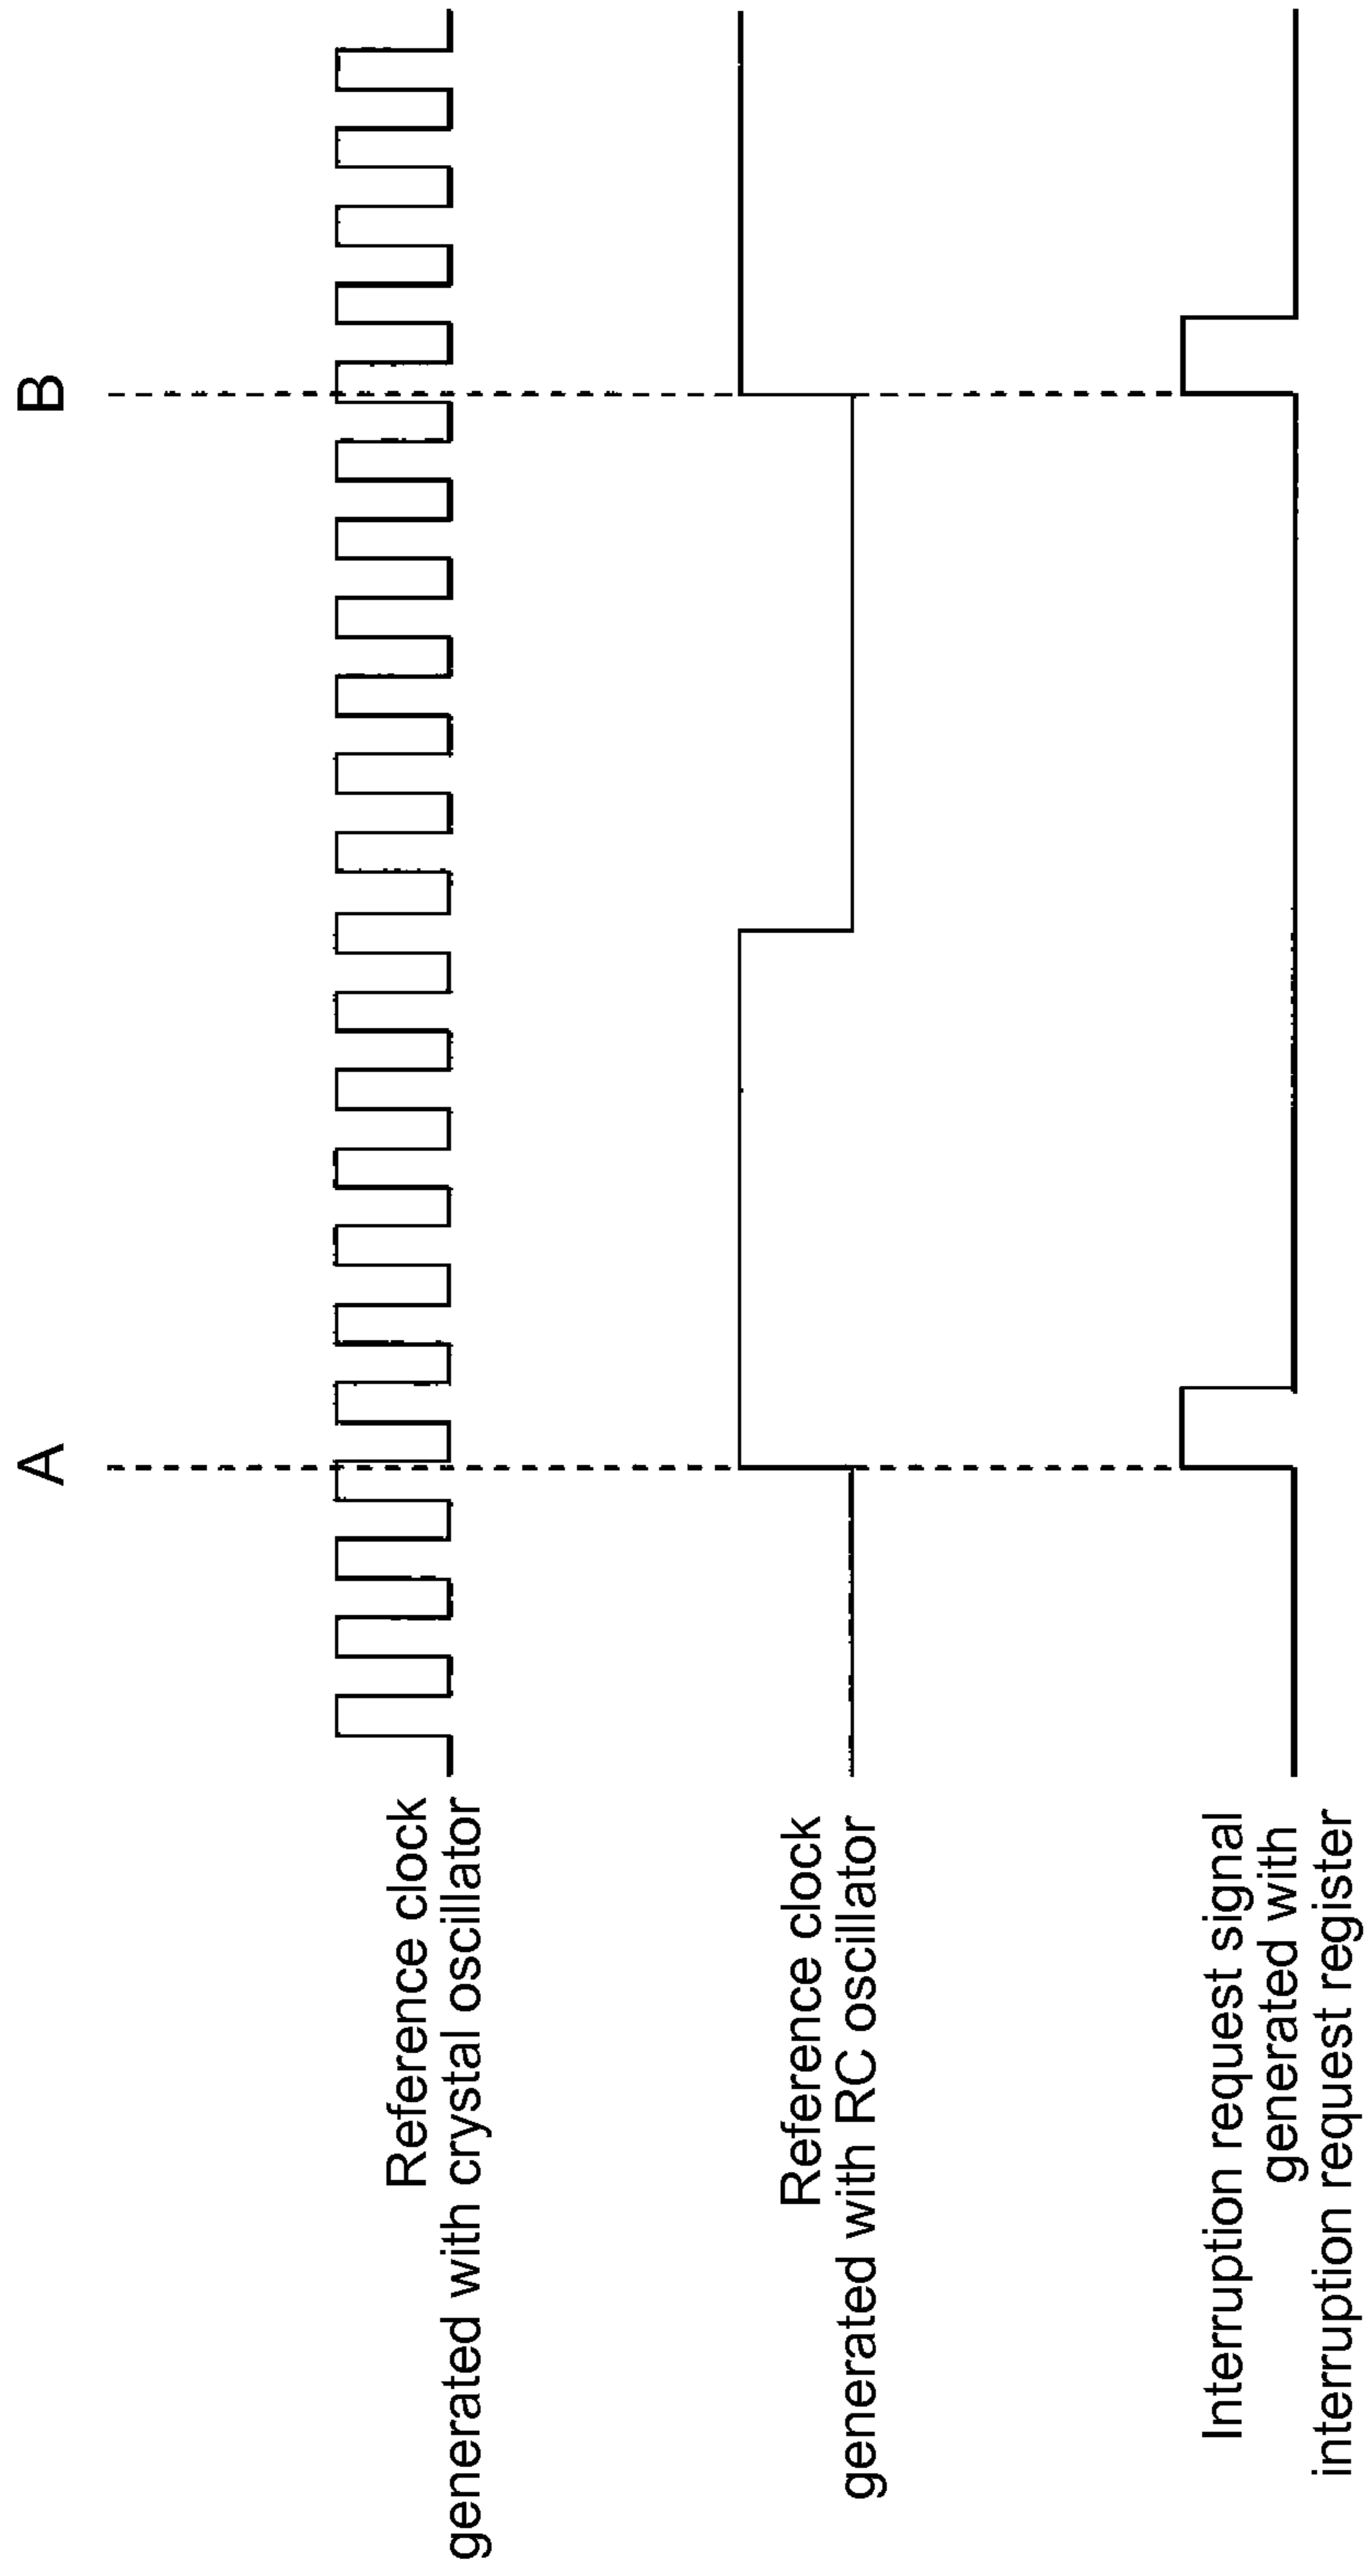 A
B
Reference clock
generated with crystal oscillator
Reference clock
generated with RC oscillator
Interruption request signal
generated with
interruption request register